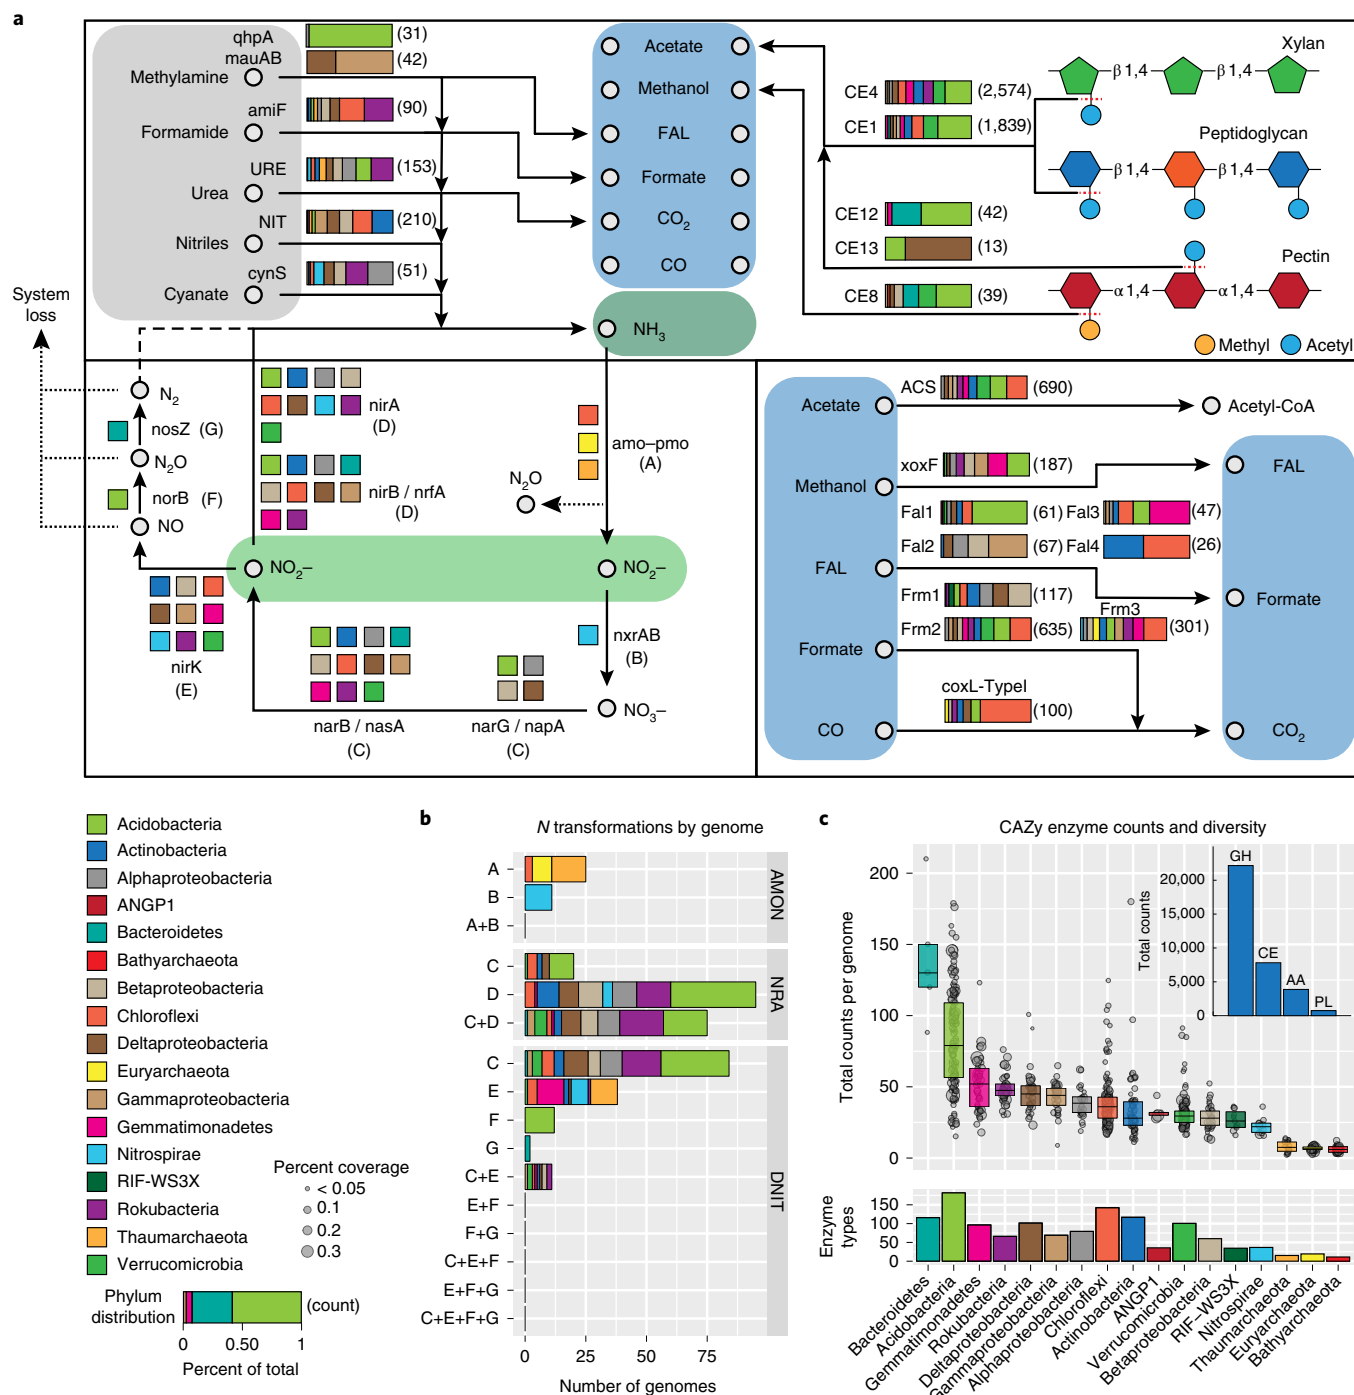 a
qhpA
(31)
mauAB
(42)
Methylamine
amiF
(90)
Formamide
URE
(153)
Urea
NIT
(210)
Nitriles
cynS
(51)
Cyanate
Acetate
Methanol
FAL
Formate
CO2
CO
NH3
Xylan
β 1,4
β 1,4
CE4
(2,574)
CE1
(1,839)
Peptidoglycan
β 1,4
β 1,4
CE12
(42)
CE13
(13)
Pectin
CE8
(39)
α 1,4
α 1,4
Methyl
Acetyl
System
loss
N2
nosZ (G)
N2O
norB (F)
NO
nirA
(D)
nirB / nrfA
(D)
amo–pmo
(A)
N2O
NO2–
NO2–
nirK
(E)
nxrAB
(B)
narB / nasA
(C)
narG / napA
(C)
NO3–
ACS
(690)
Acetate
Acetyl-CoA
xoxF
(187)
Methanol
FAL
Fal1
(61)
Fal3
(47)
Fal2
(67)
Fal4
(26)
FAL
Frm1
(117)
Formate
Frm2
(635)
Frm3
(301)
Formate
coxL-TypeI
(100)
CO
CO2
Acidobacteria
Actinobacteria
Alphaproteobacteria
ANGP1
Bacteroidetes
Bathyarchaeota
Betaproteobacteria
Chloroflexi
Deltaproteobacteria
Euryarchaeota
Gammaproteobacteria
Gemmatimonadetes
Nitrospirae
RIF-WS3X
Rokubacteria
Thaumarchaeota
Verrucomicrobia
Percent coverage
< 0.05
0.1
0.2
0.3
Phylum
distribution
(count)
0
0.50
1
Percent of total
b
N transformations by genome
A
B
A+B
AMON
C
D
C+D
NRA
C
E
F
G
C+E
E+F
F+G
C+E+F
E+F+G
C+E+F+G
DNIT
0
25
50
75
Number of genomes
c
CAZy enzyme counts and diversity
Total counts per genome
200
150
100
50
0
Total counts
20,000
15,000
10,000
5,000
0
GH
CE
AA
PL
Enzyme
types
150
100
50
0
Bacteroidetes
Acidobacteria
Gemmatimonadetes
Rokubacteria
Deltaproteobacteria
Gammaproteobacteria
Alphaproteobacteria
Chloroflexi
Actinobacteria
ANGP1
Verrucomicrobia
Betaproteobacteria
RIF-WS3X
Nitrospirae
Thaumarchaeota
Euryarchaeota
Bathyarchaeota